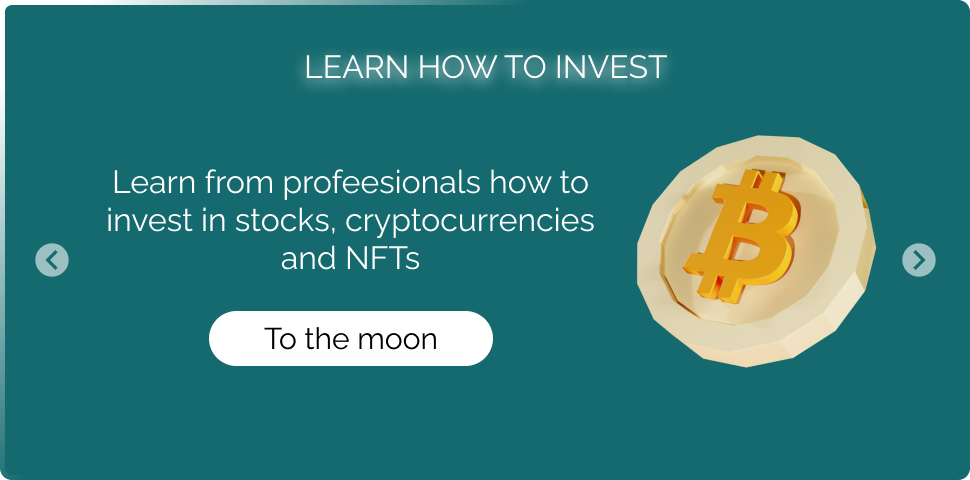 LEARN HOW TO INVEST
Learn from profeesionals how to
invest in stocks, cryptocurrencies
and NFTs
To the moon